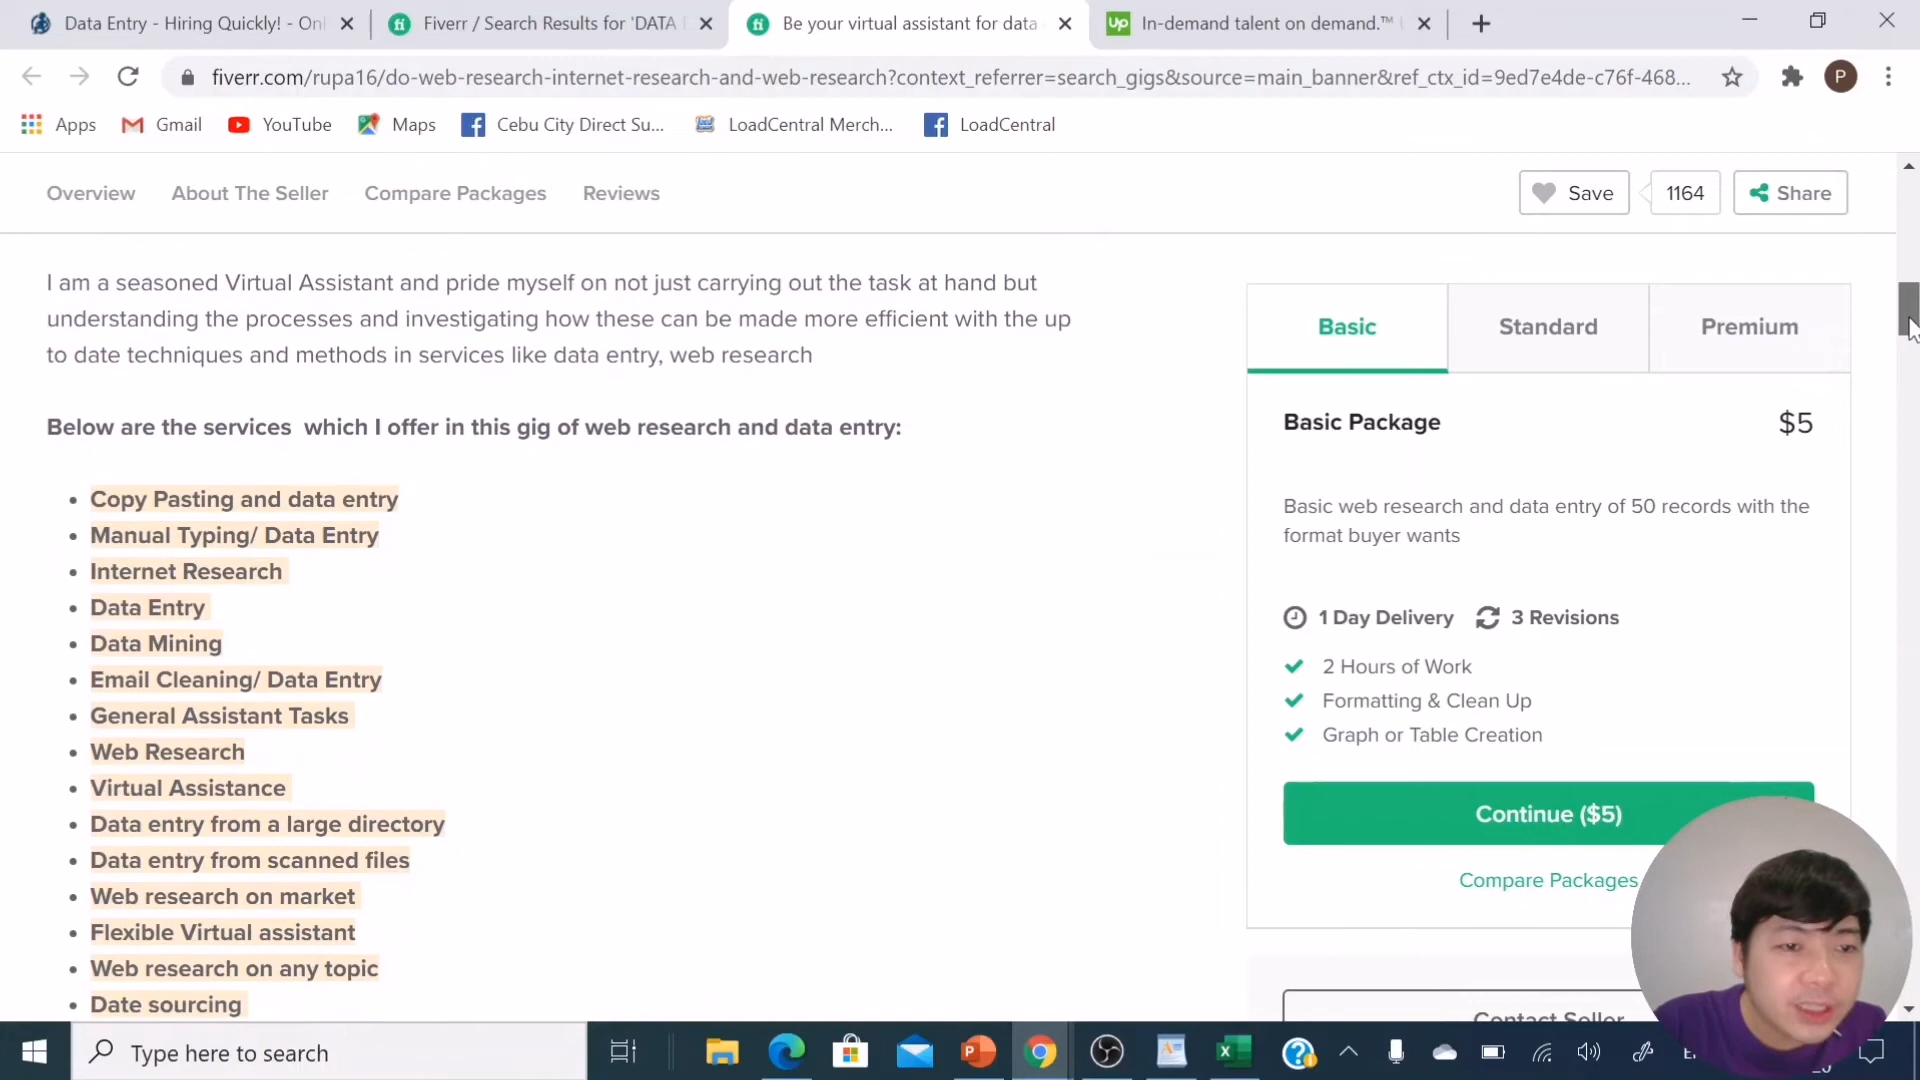 Data Entry - Hiring Quickly! - Onl
Fiverr / Search Results for 'DATA E
Be your virtual assistant for data
Up In-demand talent on demand.™
fiverr.com/rupa16/do-web-research-internet-research-and-web-research?context_referrer=search_gigs&source=main_banner&ref_ctx_id=9ed7e4de-c76f-468...
P
Apps
Gmail
YouTube
Maps
Cebu City Direct Su...
LoadCentral Merch...
LoadCentral
Overview
About The Seller
Compare Packages
Reviews
Save
1164
Share
I am a seasoned Virtual Assistant and pride myself on not just carrying out the task at hand but
understanding the processes and investigating how these can be made more efficient with the up
to date techniques and methods in services like data entry, web research
Below are the services which I offer in this gig of web research and data entry:
• Copy Pasting and data entry
• Manual Typing/ Data Entry
• Internet Research
• Data Entry
• Data Mining
• Email Cleaning/ Data Entry
• General Assistant Tasks
• Web Research
• Virtual Assistance
• Data entry from a large directory
• Data entry from scanned files
• Web research on market
• Flexible Virtual assistant
• Web research on any topic
• Date sourcing
Basic
Standard
Premium
Basic Package $5
Basic web research and data entry of 50 records with the
format buyer wants
1 Day Delivery 3 Revisions
2 Hours of Work
Formatting & Clean Up
Graph or Table Creation
Continue ($5)
Compare Packages
Contact Seller
Type here to search